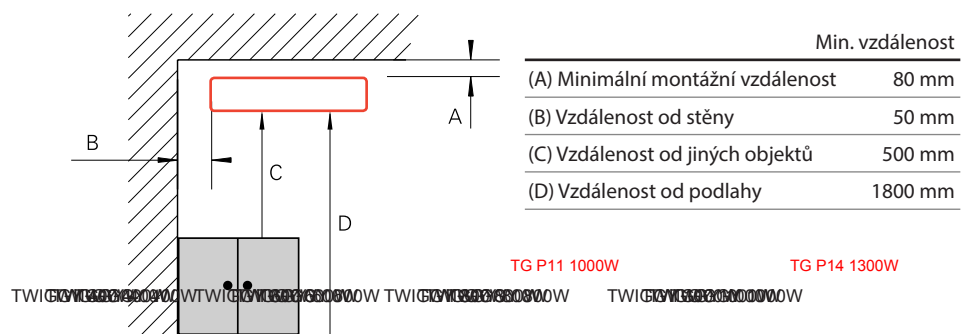 Min. vzdálenost
(A) Minimální montážní vzdálenost 80 mm
A
(B) Vzdálenost od stěny 50 mm
B
(C) Vzdálenost od jiných objektů 500 mm
C
(D) Vzdálenost od podlahy 1800 mm
D
TG P11 1000W TG P14 1300W